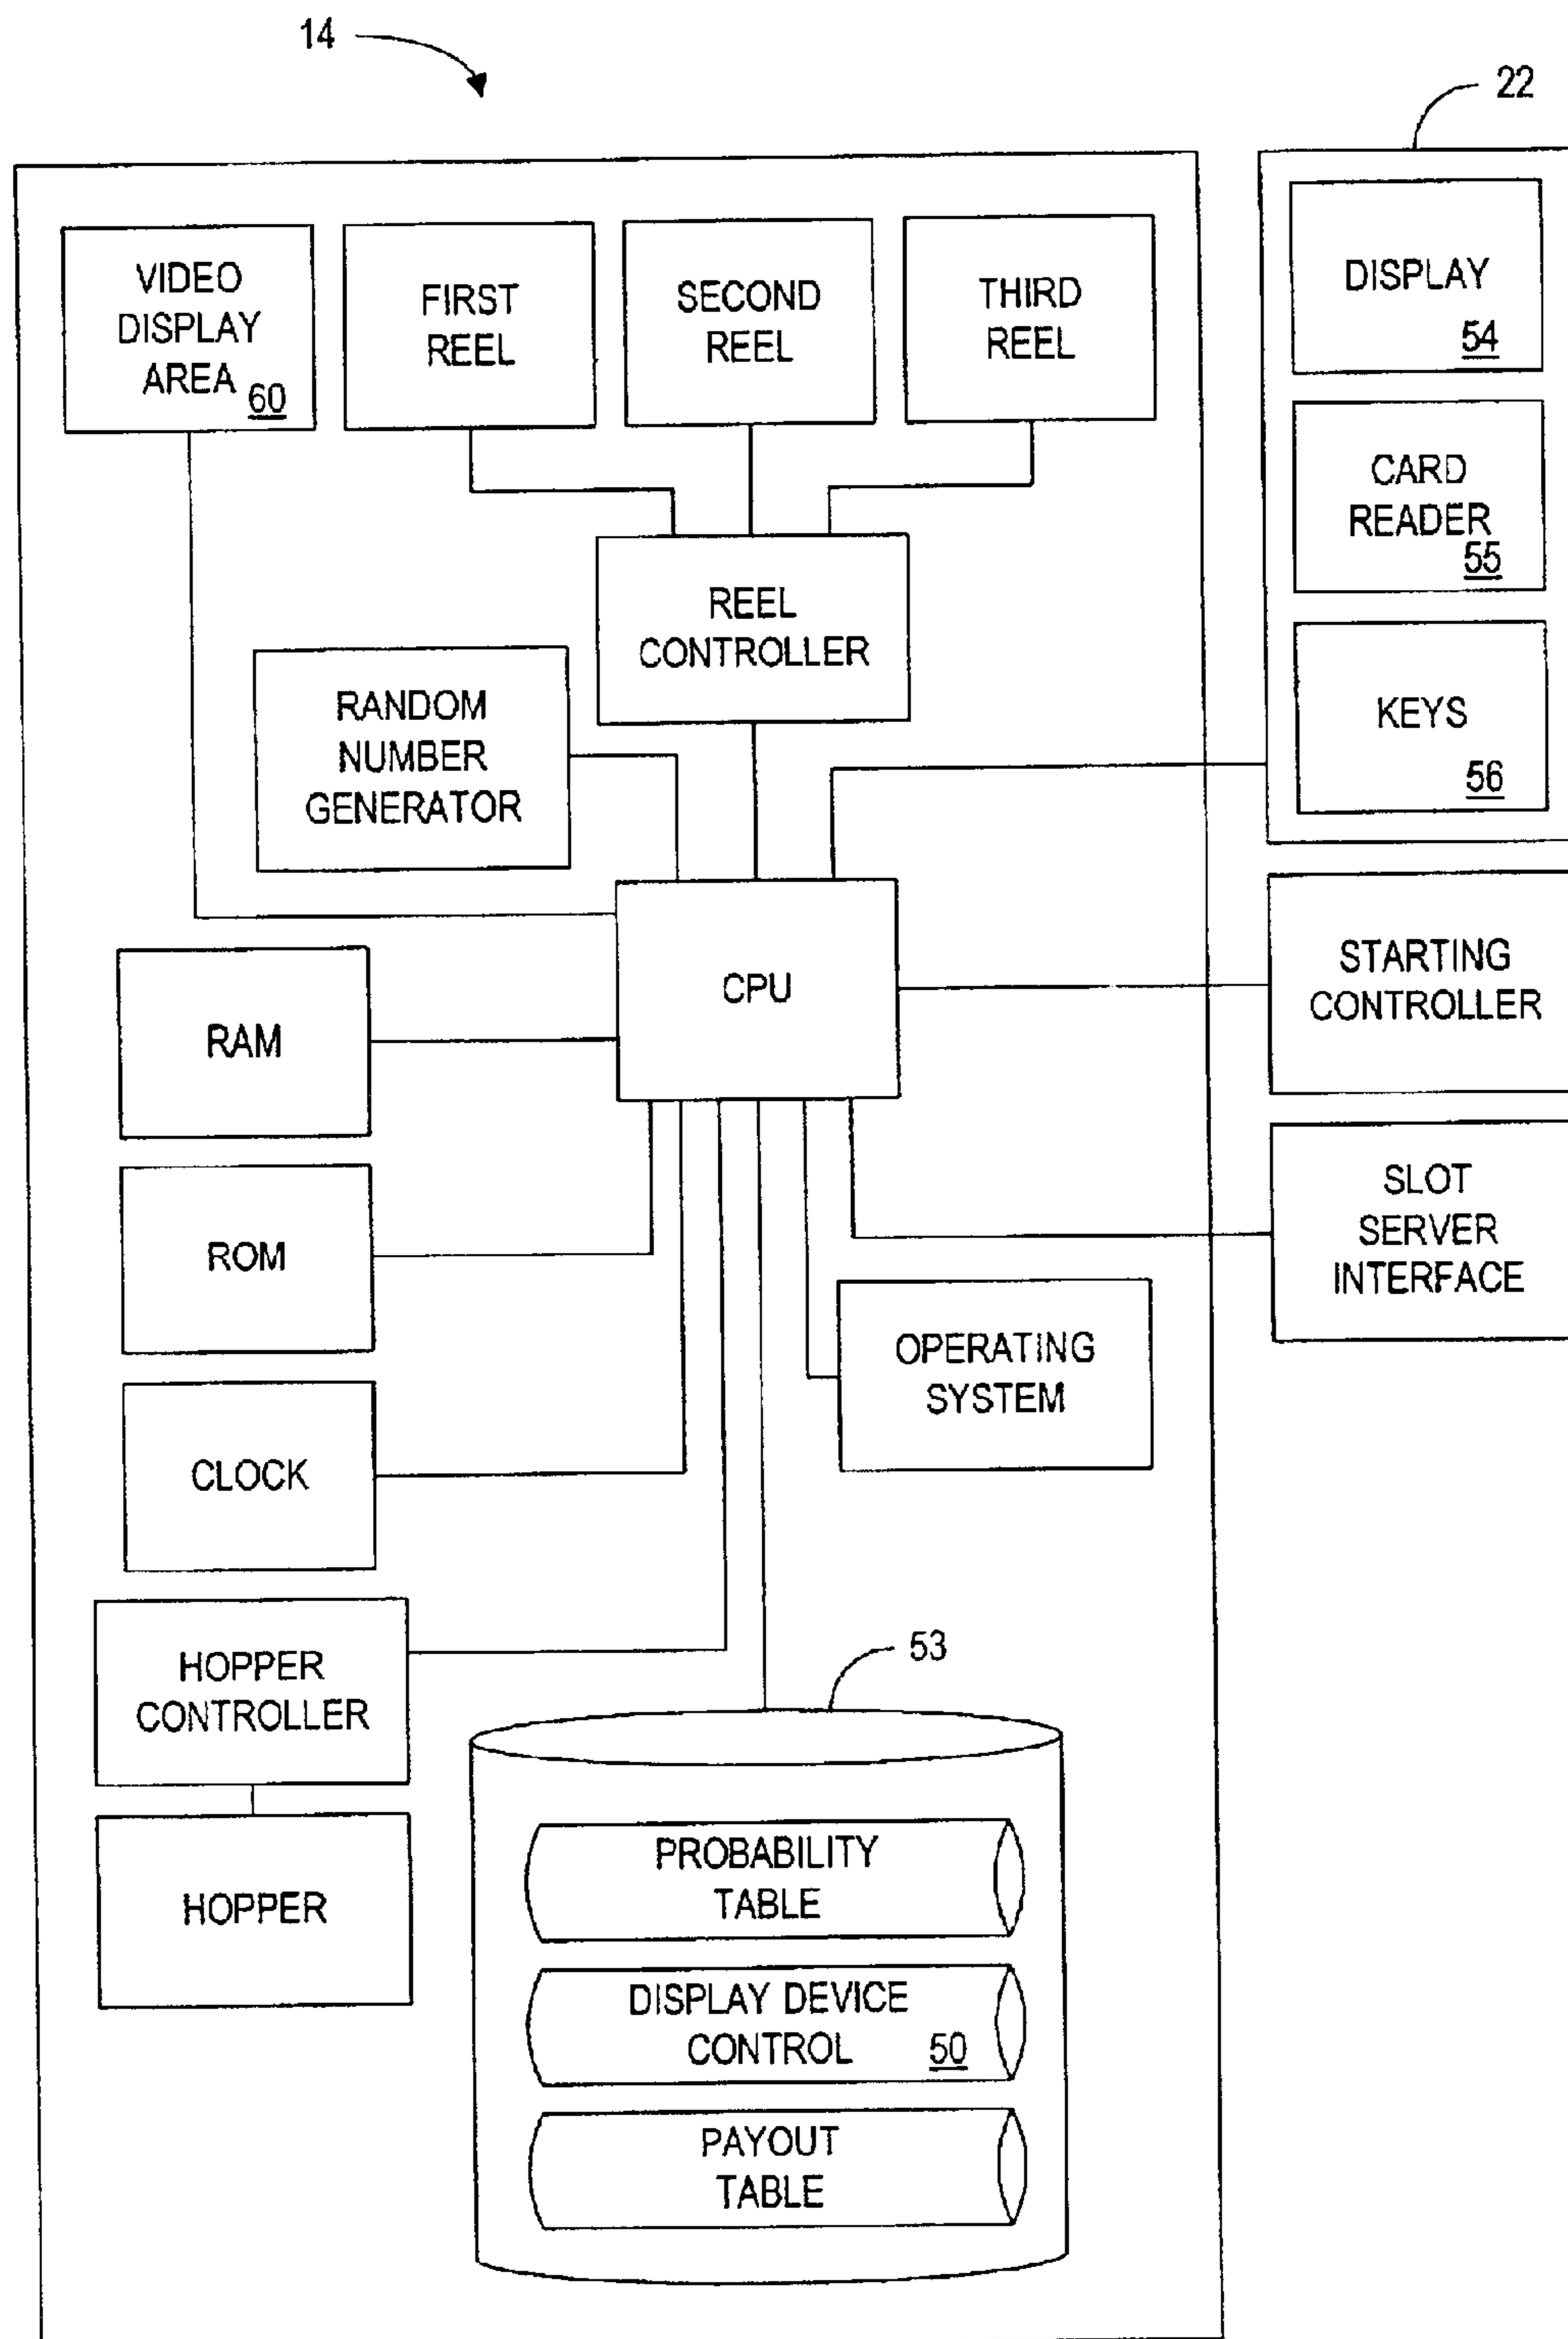 14
22
VIDEO
DISPLAY
AREA 60
FIRST
REEL
SECOND
REEL
THIRD
REEL
DISPLAY
54
CARD
READER
55
KEYS
56
REEL
CONTROLLER
RANDOM
NUMBER
GENERATOR
CPU
STARTING
CONTROLLER
RAM
SLOT
SERVER
INTERFACE
ROM
OPERATING
SYSTEM
CLOCK
HOPPER
CONTROLLER
53
HOPPER
PROBABILITY
TABLE
DISPLAY DEVICE
CONTROL 50
PAYOUT
TABLE